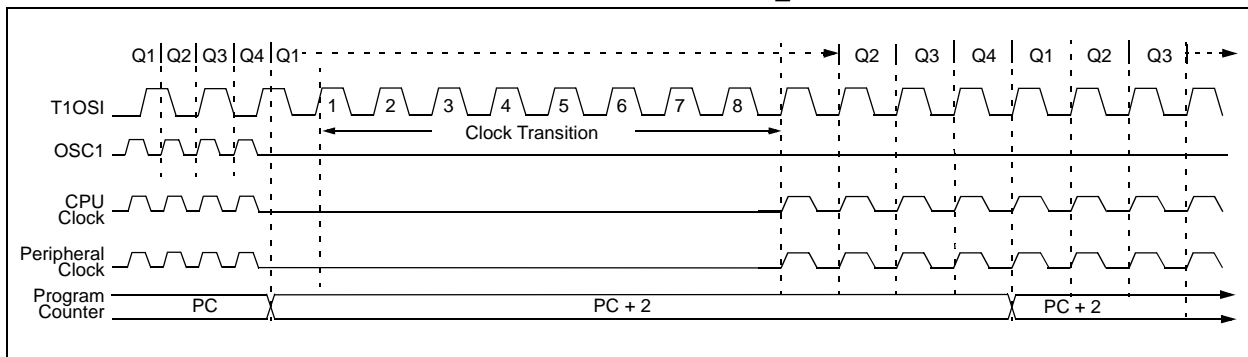 _
Q1 Q2 Q3 Q4 Q1 Q2 Q3 Q4 Q1 Q2 Q3
T1OSI
1 2 3 4 5 6 7 8
Clock Transition
OSC1
CPU
Clock
Peripheral
Clock
Program
Counter
PC PC + 2 PC + 2